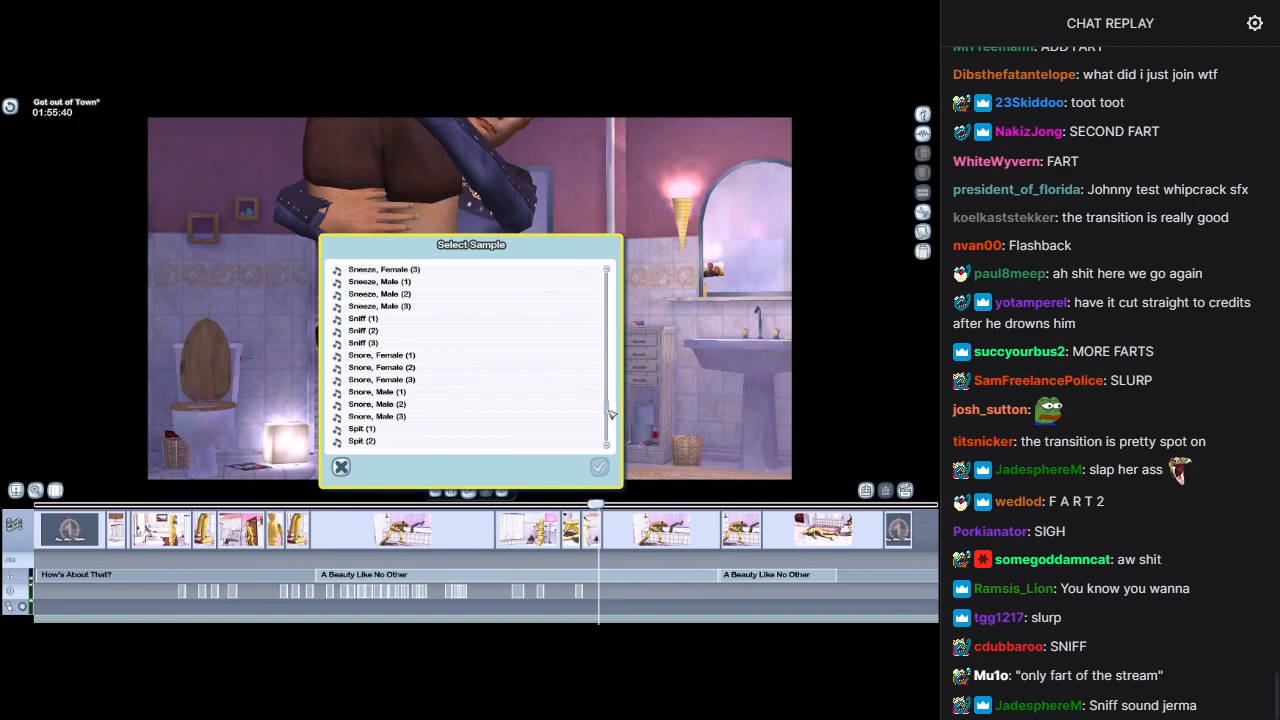 Get out of Town*
01:55:40
Select Sample
Sneeze, Female (3)
Sneeze, Male (1)
Sneeze, Male (2)
Sneeze, Male (3)
Sniff (1)
Sniff (2)
Sniff (3)
Snore, Female (1)
Snore, Female (2)
Snore, Female (3)
Snore, Male (1)
Snore, Male (2)
Snore, Male (3)
Spit (1)
Spit (2)
How's About That?
A Beauty Like No Other
A Beauty Like No Other
CHAT REPLAY
ADD FART
Dibsthefatantelope: what did i just join wtf
23Skiddoo: toot toot
NakizJong: SECOND FART
WhiteWyvern: FART
president_of_florida: Johnny test whipcrack sfx
koelkaststekker: the transition is really good
nvan00: Flashback
paul8meep: ah shit here we go again
yotamperel: have it cut straight to credits
after he drowns him
succyourbus2: MORE FARTS
SamFreelancePolice: SLURP
josh_sutton:
titsnicker: the transition is pretty spot on
JadesphereM: slap her ass
wedlod: F A R T 2
Porkianator: SIGH
somegoddamncat: aw shit
Ramsis_Lion: You know you wanna
tgg1217: slurp
cdubbaroo: SNIFF
Mu1o: "only fart of the stream"
JadesphereM: Sniff sound jerma